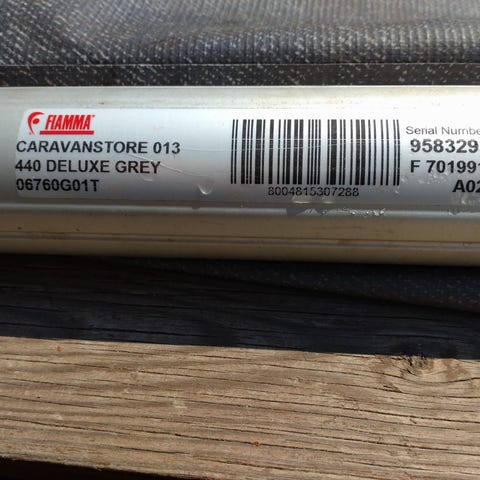 FIAMMA
CARAVANSTORE 013
440 DELUXE GREY
06760G01T
8004815307288
Serial Number
958329
F 701991
A02